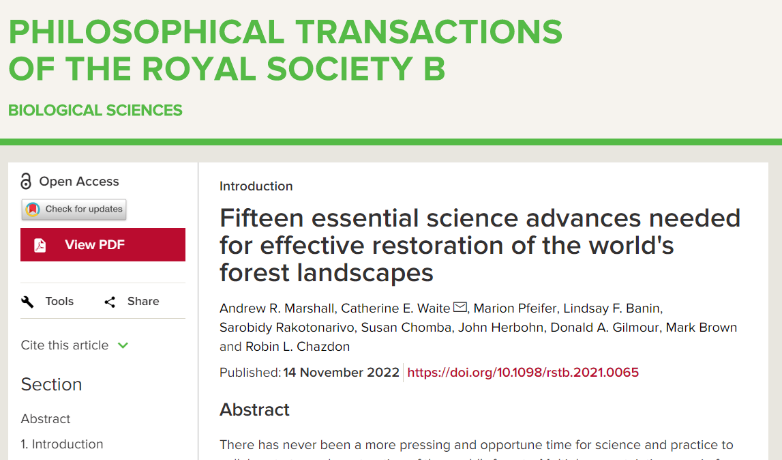 PHILOSOPHICAL TRANSACTIONS
OF THE ROYAL SOCIETY B
BIOLOGICAL SCIENCES
Open Access
Check for updates
View PDF
Tools
Share
Cite this article
Section
Abstract
1. Introduction
Introduction
Fifteen essential science advances needed
for effective restoration of the world's
forest landscapes
Andrew R. Marshall, Catherine E. Waite, Marion Pfeifer, Lindsay F. Banin,
Sarobidy Rakotonarivo, Susan Chomba, John Herbohn, Donald A. Gilmour, Mark Brown
and Robin L. Chazdon
Published: 14 November 2022 https://doi.org/10.1098/rstb.2021.0065
Abstract
There has never been a more pressing and opportune time for science and practice to